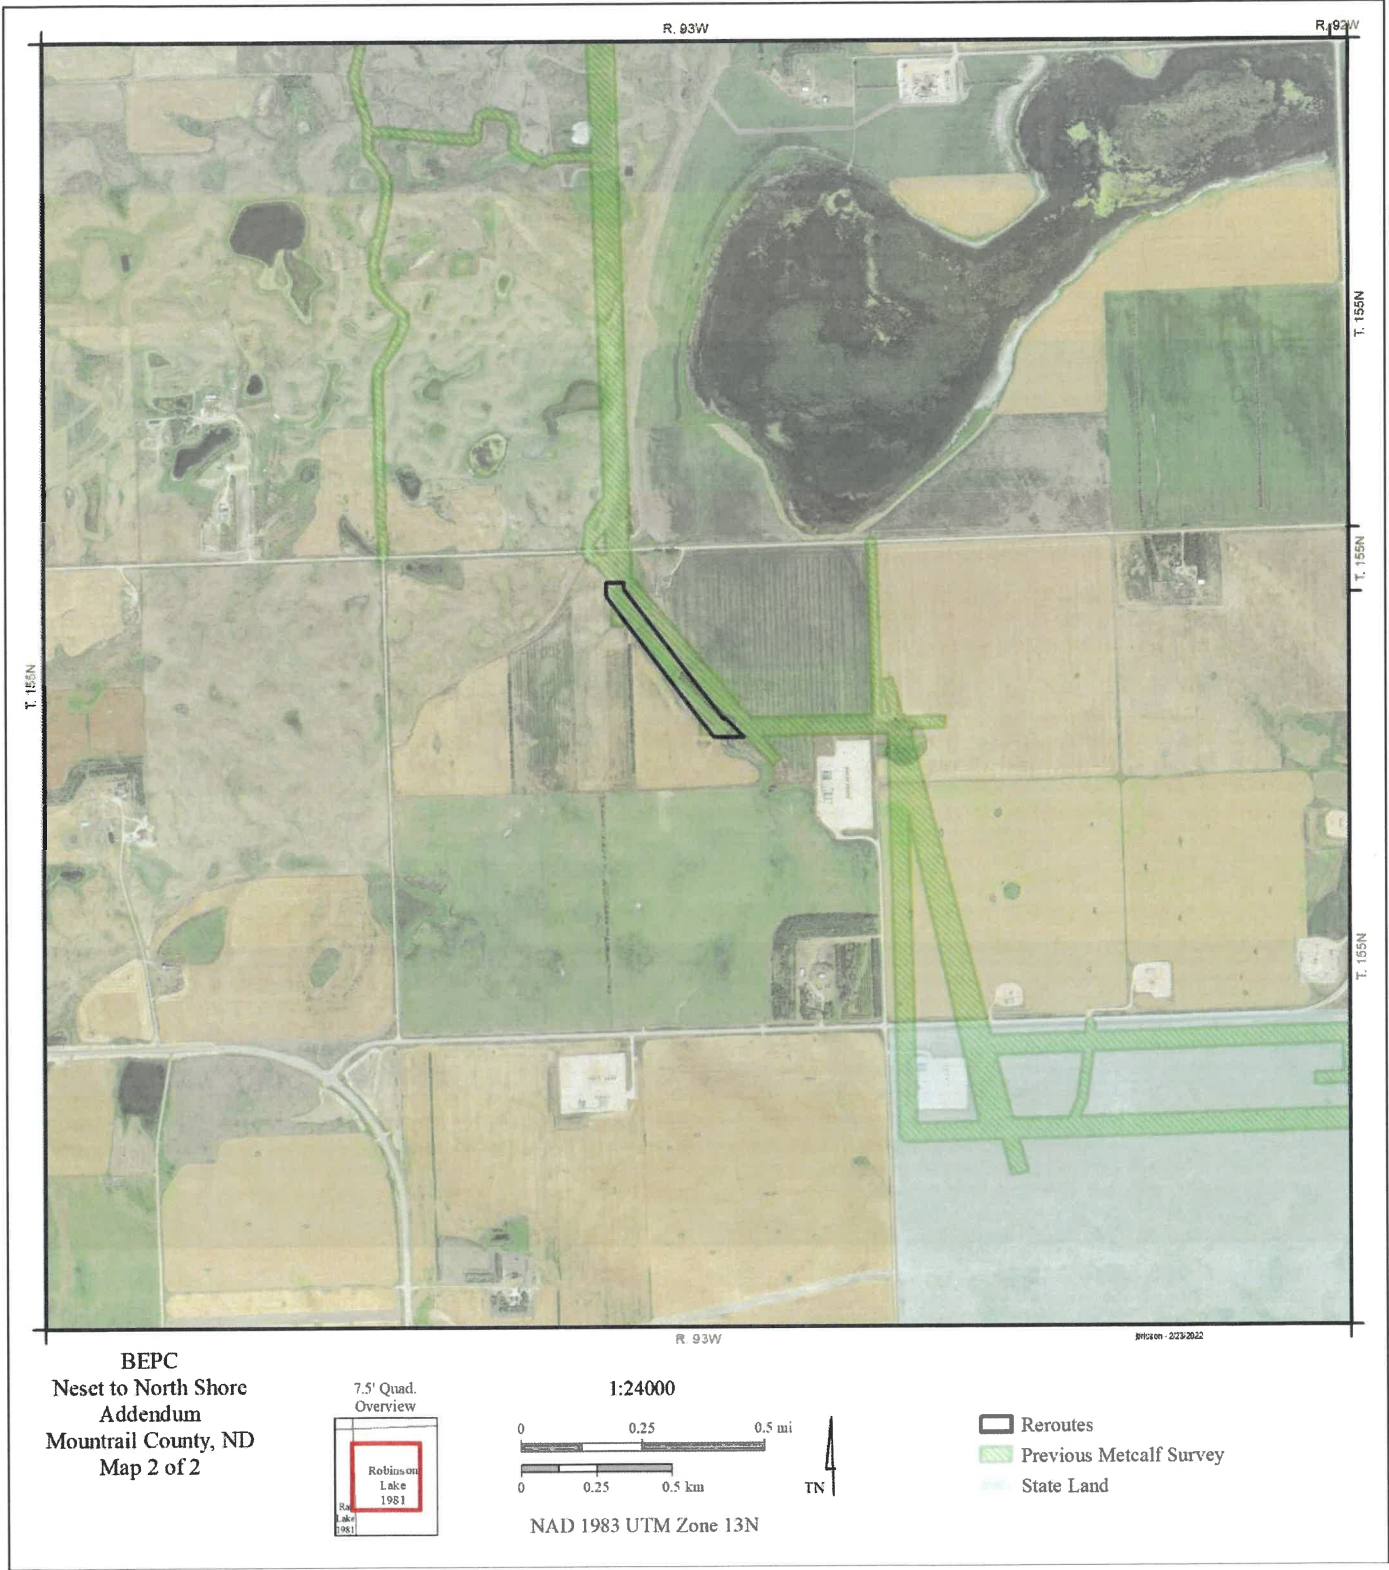 R. 93W
R. 92W
T. 155N
T. 155N
T. 155N
T. 155N
R. 93W
BEPC
Neset to North Shore
Addendum
Mountrail County, ND
Map 2 of 2
7.5' Quad.
Overview
Robinson
Lake
1981
Lake
1981
1:24000
0 0.25 0.5 mi
0 0.25 0.5 km
NAD 1983 UTM Zone 13N
TN
Reroutes
Previous Metcalf Survey
State Land